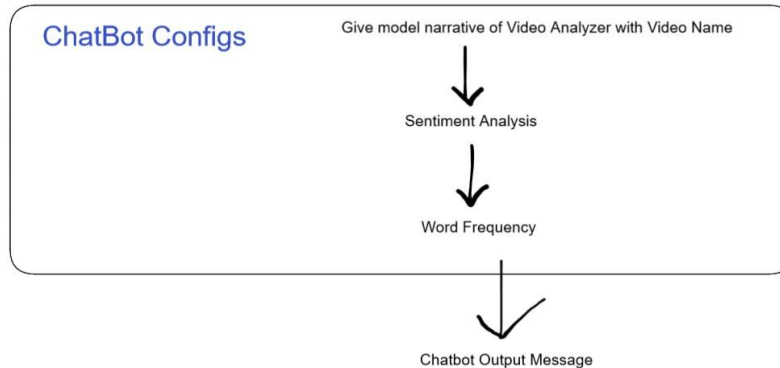 ChatBot Configs
Give model narrative of Video Analyzer with Video Name
Sentiment Analysis
Word Frequency
Chatbot Output Message